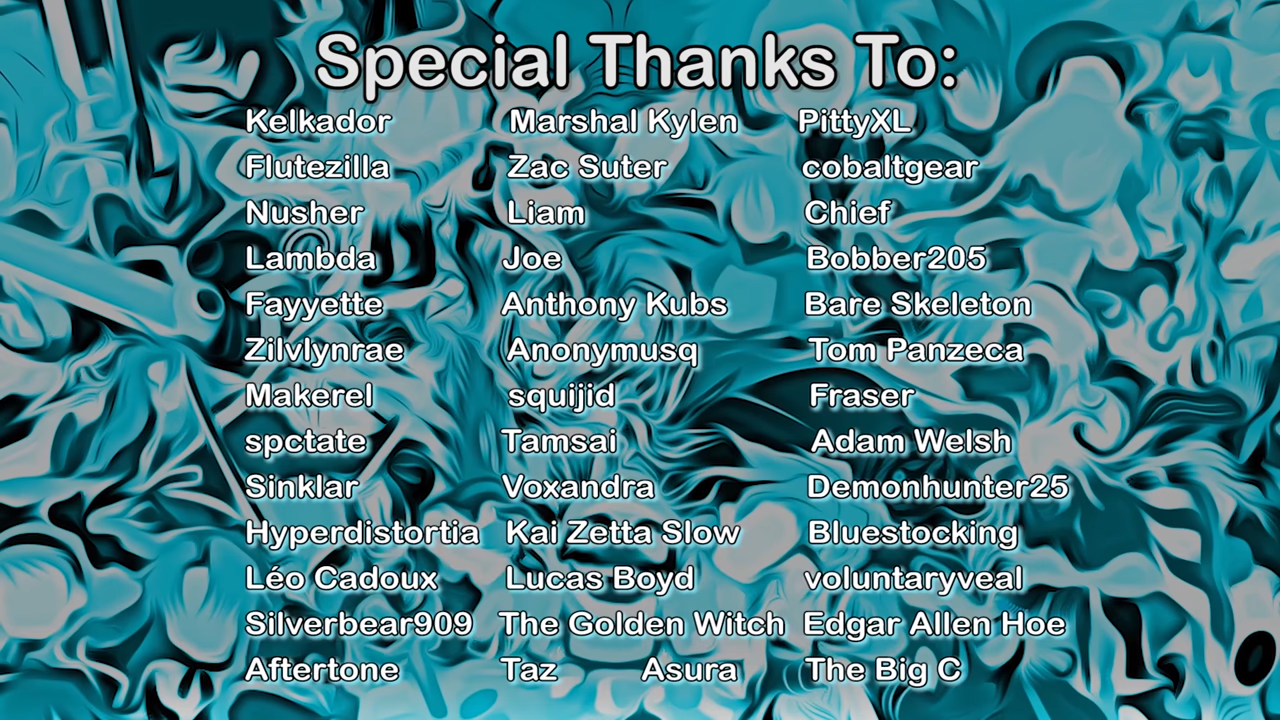 Special Thanks To:
Kelkador Marshal Kylen PittyXL
Flutezilla Zac Suter cobaltgear
Nusher Liam Chief
Lambda Joe Bobber205
Fayyette Anthony Kubs Bare Skeleton
Zilvlynrae Anonymusq Tom Panzeca
Makerel squijid Fraser
spctate Tamsai Adam Welsh
Sinklar Voxandra Demonhunter25
Hyperdistortia Kai Zetta Slow Bluestocking
Léo Cadoux Lucas Boyd voluntaryveal
Silverbear909 The Golden Witch Edgar Allen Hoe
Aftertone Taz Asura The Big C